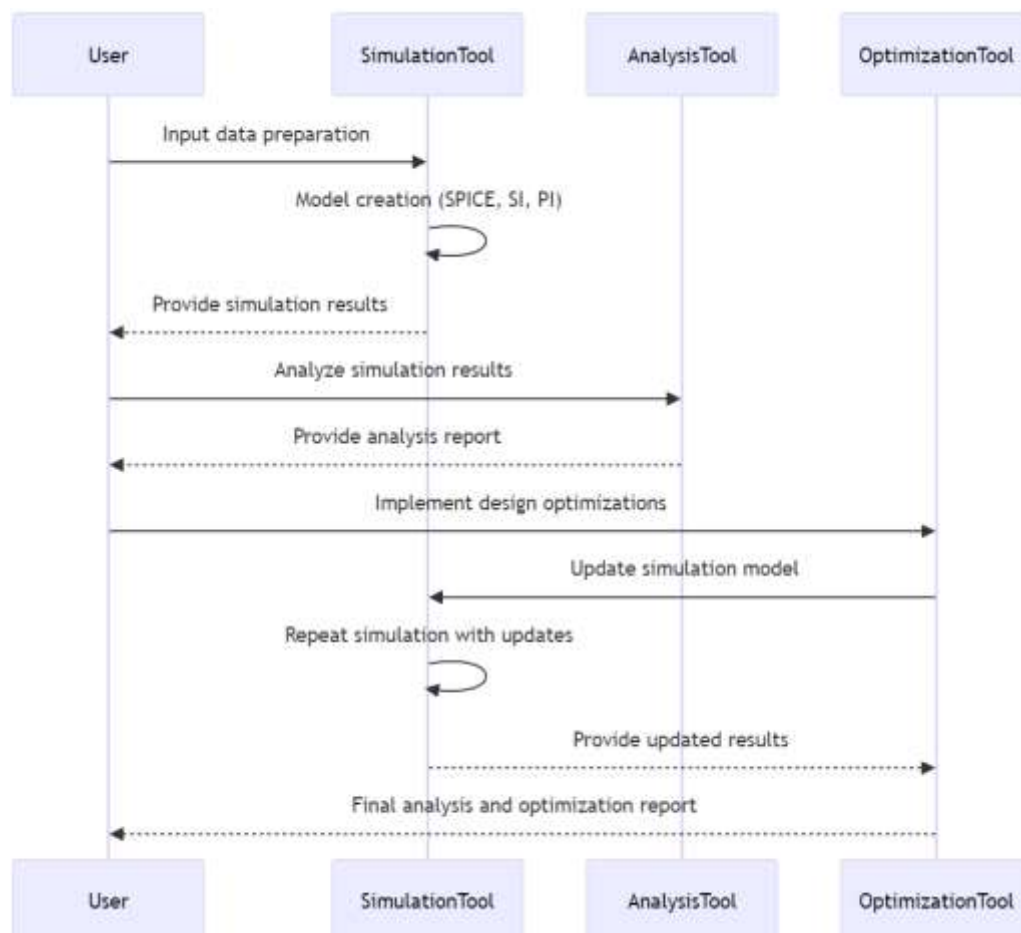 User
SimulationTool
AnalysisTool
OptimizationTool
Input data preparation
Model creation (SPICE, SI, PI)
Provide simulation results
Analyze simulation results
Provide analysis report
Implement design optimizations
Update simulation model
Repeat simulation with updates
Provide updated results
Final analysis and optimization report
User
SimulationTool
AnalysisTool
OptimizationTool